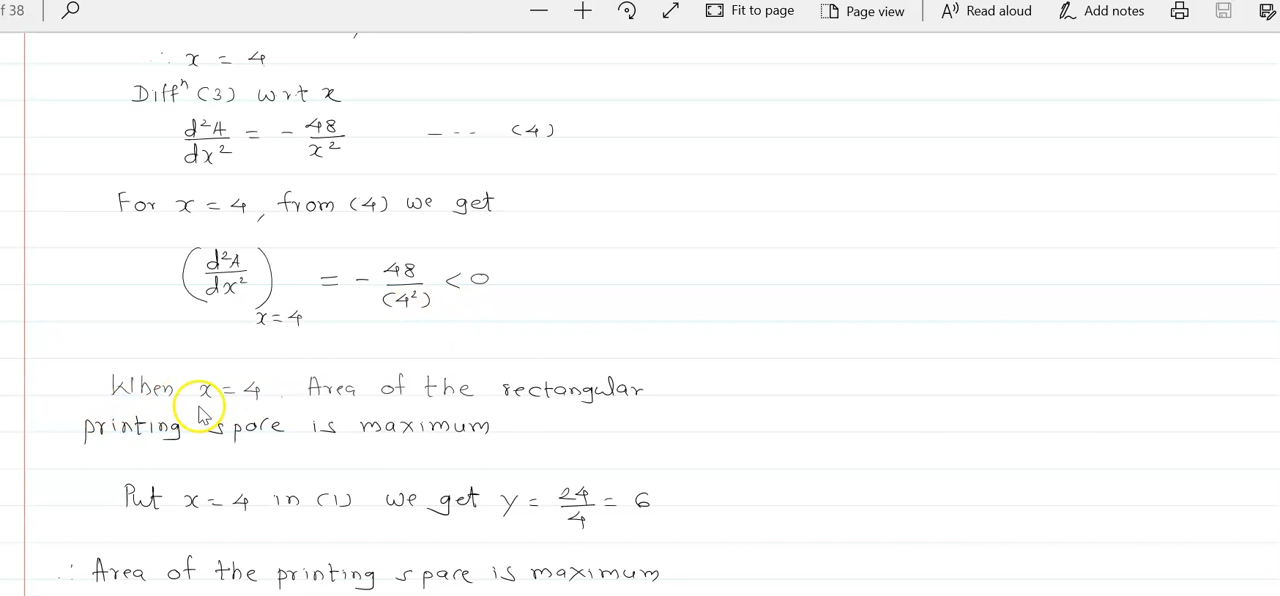 f 38 Fit to page Page view Read aloud Add notes
∴ x = 4
Diffⁿ (3) wrt x
d²A/dx² = - 48/x² --- (4)
For x = 4, from (4) we get
(d²A/dx²)x=4 = - 48/(4²) < 0
When x = 4. Area of the rectangular
printing space is maximum
Put x = 4 in (1) we get y = 24/4 = 6
∴ Area of the printing space is maximum